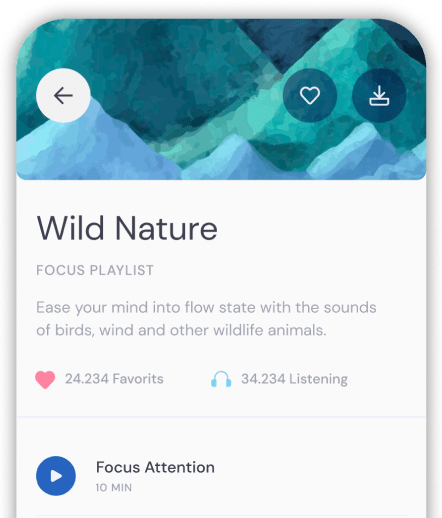 Wild Nature
FOCUS PLAYLIST
Ease your mind into flow state with the sounds
of birds, wind and other wildlife animals.
24.234 Favorits
34.234 Listening
Focus Attention
10 MIN